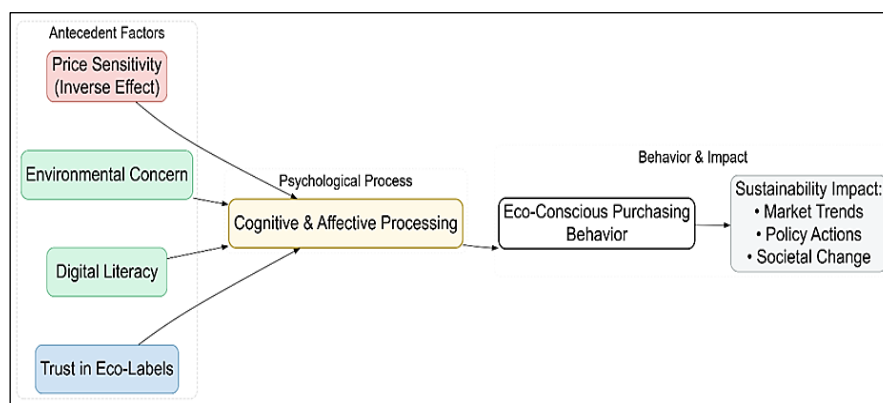 Antecedent Factors
Price Sensitivity
(Inverse Effect)
Environmental Concern
Digital Literacy
Trust in Eco-Labels
Psychological Process
Cognitive & Affective Processing
Behavior & Impact
Eco-Conscious Purchasing
Behavior
Sustainability Impact:
• Market Trends
• Policy Actions
• Societal Change